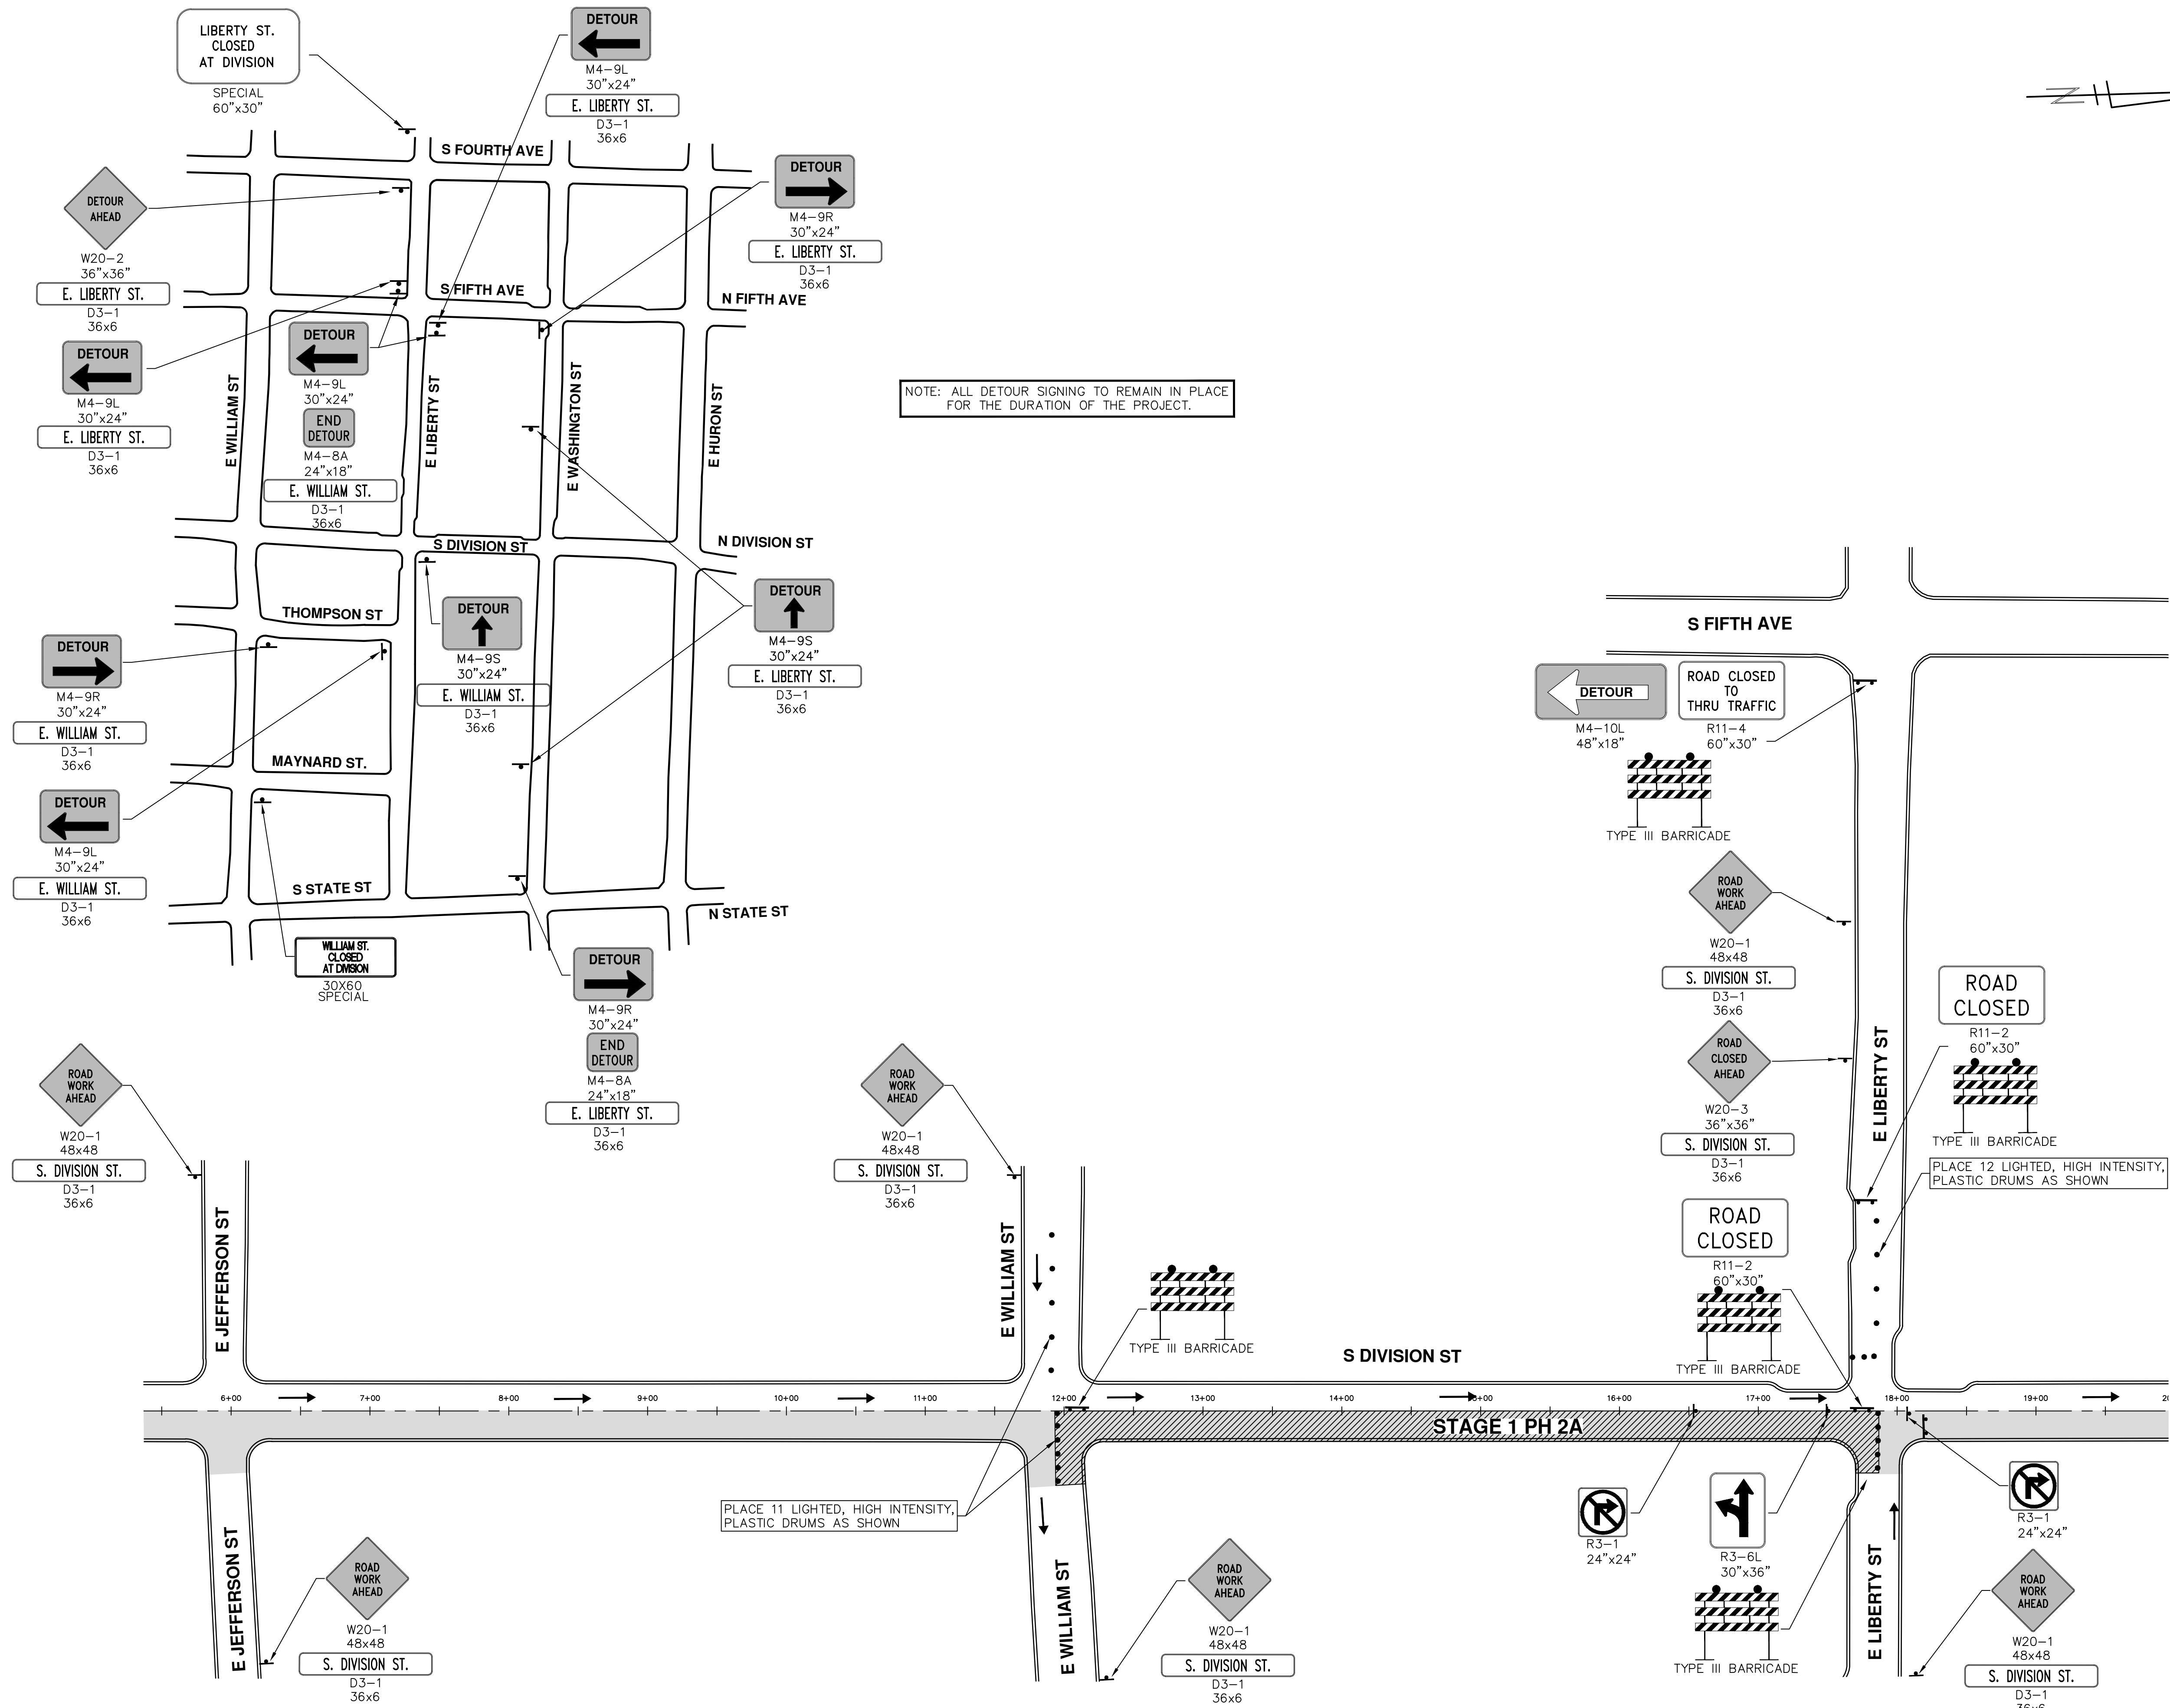 LIBERTY ST.
CLOSED
AT DIVISION
SPECIAL
60"x30"
DETOUR
M4-9L
30"x24"
E. LIBERTY ST.
D3-1
36x6
DETOUR
M4-9R
30"x24"
E. LIBERTY ST.
D3-1
36x6
DETOUR
AHEAD
W20-2
36"x36"
E. LIBERTY ST.
D3-1
36x6
DETOUR
M4-9L
30"x24"
E. LIBERTY ST.
D3-1
36x6
DETOUR
M4-9L
30"x24"
END
DETOUR
M4-8A
24"x18"
E. WILLIAM ST.
D3-1
36x6
S FOURTH AVE
S FIFTH AVE
N FIFTH AVE
E WILLIAM ST
E LIBERTY ST
E WASHINGTON ST
E HURON ST
S DIVISION ST
N DIVISION ST
THOMPSON ST
MAYNARD ST.
S STATE ST
N STATE ST
NOTE: ALL DETOUR SIGNING TO REMAIN IN PLACE
FOR THE DURATION OF THE PROJECT.
DETOUR
M4-9S
30"x24"
E. WILLIAM ST.
D3-1
36x6
DETOUR
M4-9S
30"x24"
E. LIBERTY ST.
D3-1
36x6
DETOUR
M4-9R
30"x24"
E. WILLIAM ST.
D3-1
36x6
DETOUR
M4-9L
30"x24"
E. WILLIAM ST.
D3-1
36x6
WILLIAM ST.
CLOSED
AT DIVISION
30X60
SPECIAL
DETOUR
M4-9R
30"x24"
END
DETOUR
M4-8A
24"x18"
E. LIBERTY ST.
D3-1
36x6
S FIFTH AVE
DETOUR
M4-10L
48"x18"
ROAD CLOSED
TO
THRU TRAFFIC
R11-4
60"x30"
TYPE III BARRICADE
ROAD
WORK
AHEAD
W20-1
48x48
S. DIVISION ST.
D3-1
36x6
ROAD
CLOSED
AHEAD
W20-3
36"x36"
S. DIVISION ST.
D3-1
36x6
ROAD
CLOSED
R11-2
60"x30"
TYPE III BARRICADE
E LIBERTY ST
PLACE 12 LIGHTED, HIGH INTENSITY,
PLASTIC DRUMS AS SHOWN
ROAD
CLOSED
R11-2
60"x30"
TYPE III BARRICADE
ROAD
WORK
AHEAD
W20-1
48x48
S. DIVISION ST.
D3-1
36x6
E JEFFERSON ST
ROAD
WORK
AHEAD
W20-1
48x48
S. DIVISION ST.
D3-1
36x6
E WILLIAM ST
TYPE III BARRICADE
S DIVISION ST
6+00
7+00
8+00
9+00
10+00
11+00
12+00
13+00
14+00
16+00
17+00
18+00
19+00
STAGE 1 PH 2A
PLACE 11 LIGHTED, HIGH INTENSITY,
PLASTIC DRUMS AS SHOWN
R3-1
24"x24"
R3-6L
30"x36"
R3-1
24"x24"
TYPE III BARRICADE
E JEFFERSON ST
ROAD
WORK
AHEAD
W20-1
48x48
S. DIVISION ST.
D3-1
36x6
E WILLIAM ST
ROAD
WORK
AHEAD
W20-1
48x48
S. DIVISION ST.
D3-1
36x6
E LIBERTY ST
ROAD
WORK
AHEAD
W20-1
48x48
S. DIVISION ST.
D3-1
36x6